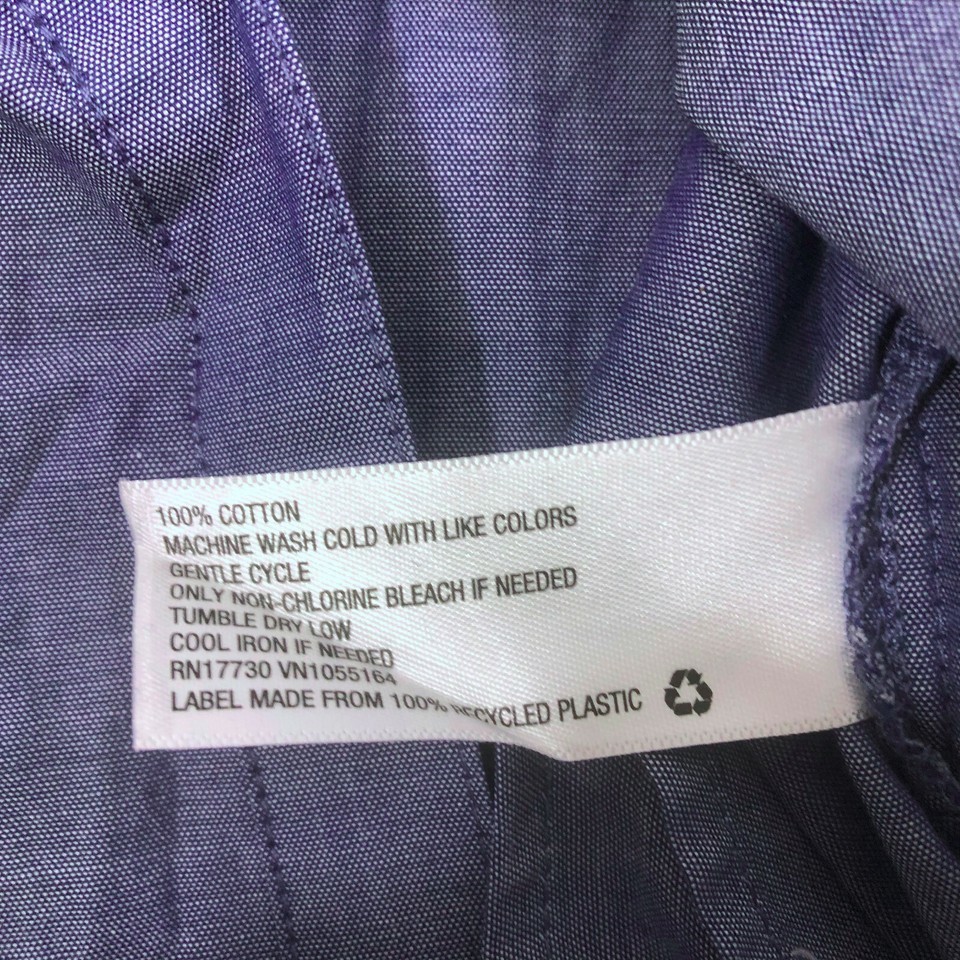 100% COTTON
MACHINE WASH COLD WITH LIKE COLORS
GENTLE CYCLE
ONLY NON-CHLORINE BLEACH IF NEEDED
TUMBLE DRY LOW
COOL IRON IF NEEDED
RN17730 VN1055164
LABEL MADE FROM 100% RECYCLED PLASTIC